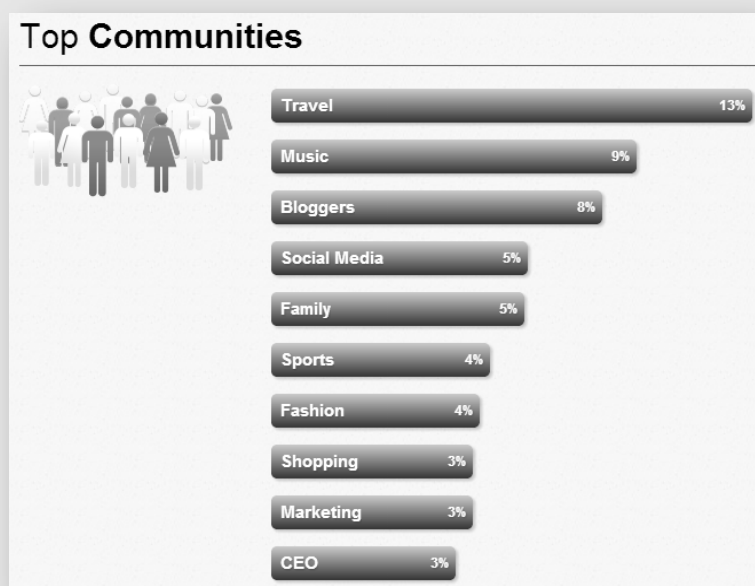 Top Communities
Travel 13%
Music 9%
Bloggers 8%
Social Media 5%
Family 5%
Sports 4%
Fashion 4%
Shopping 3%
Marketing 3%
CEO 3%